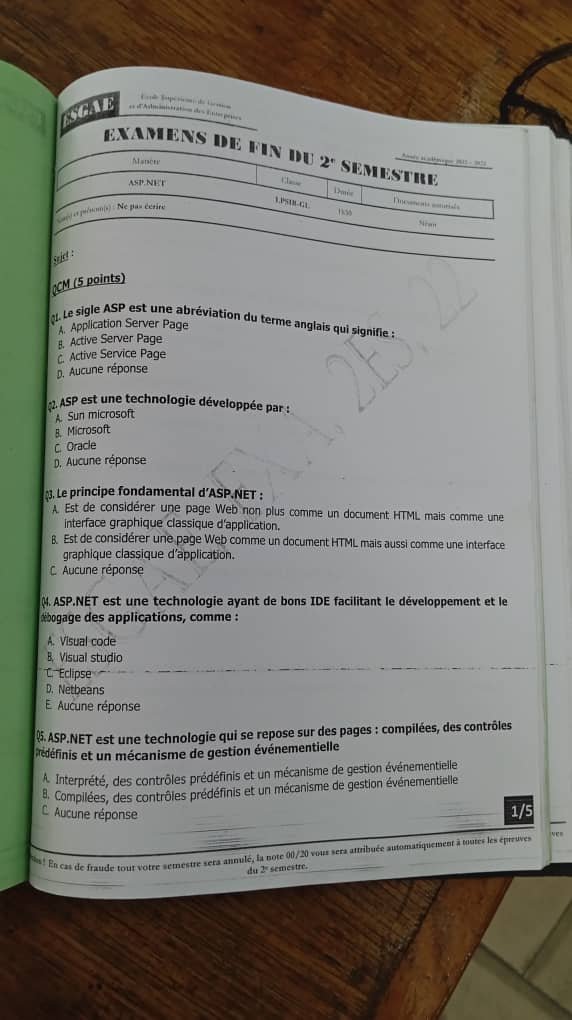 ESGAE
École Supérieure de Gestion
et d'Administration des Entreprises
Année académique 2021 - 2022
EXAMENS DE FIN DU 2e SEMESTRE
Matière
Classe
Durée
Documents autorisés
ASP.NET
LPSIR-GL
1h30
Néant
Nom(s) et prénom(s) : Ne pas écrire
Sujet :
QCM (5 points)
Q1. Le sigle ASP est une abréviation du terme anglais qui signifie :
A. Application Server Page
B. Active Server Page
C. Active Service Page
D. Aucune réponse
Q2. ASP est une technologie développée par :
A. Sun microsoft
B. Microsoft
C. Oracle
D. Aucune réponse
Q3. Le principe fondamental d'ASP.NET :
A. Est de considérer une page Web non plus comme un document HTML mais comme une
interface graphique classique d'application.
B. Est de considérer une page Web comme un document HTML mais aussi comme une interface
graphique classique d'application.
C. Aucune réponse
Q4. ASP.NET est une technologie ayant de bons IDE facilitant le développement et le
débogage des applications, comme :
A. Visual code
B. Visual studio
C. Eclipse
D. Netbeans
E. Aucune réponse
Q5. ASP.NET est une technologie qui se repose sur des pages : compilées, des contrôles
prédéfinis et un mécanisme de gestion événementielle
A. Interprété, des contrôles prédéfinis et un mécanisme de gestion événementielle
B. Compilées, des contrôles prédéfinis et un mécanisme de gestion événementielle
C. Aucune réponse
1/5
! En cas de fraude tout votre semestre sera annulé, la note 00/20 vous sera attribuée automatiquement à toutes les épreuves
du 2e semestre.